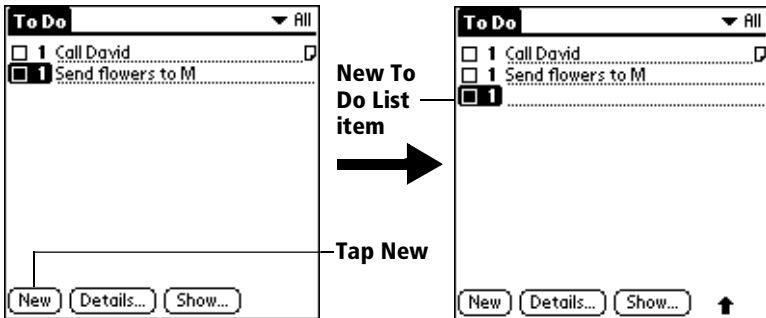 To Do
All
1 Call David
1 Send flowers to M
New Details... Show...
New To
Do List
item
Tap New
To Do
All
1 Call David
1 Send flowers to M
1
New Details... Show...